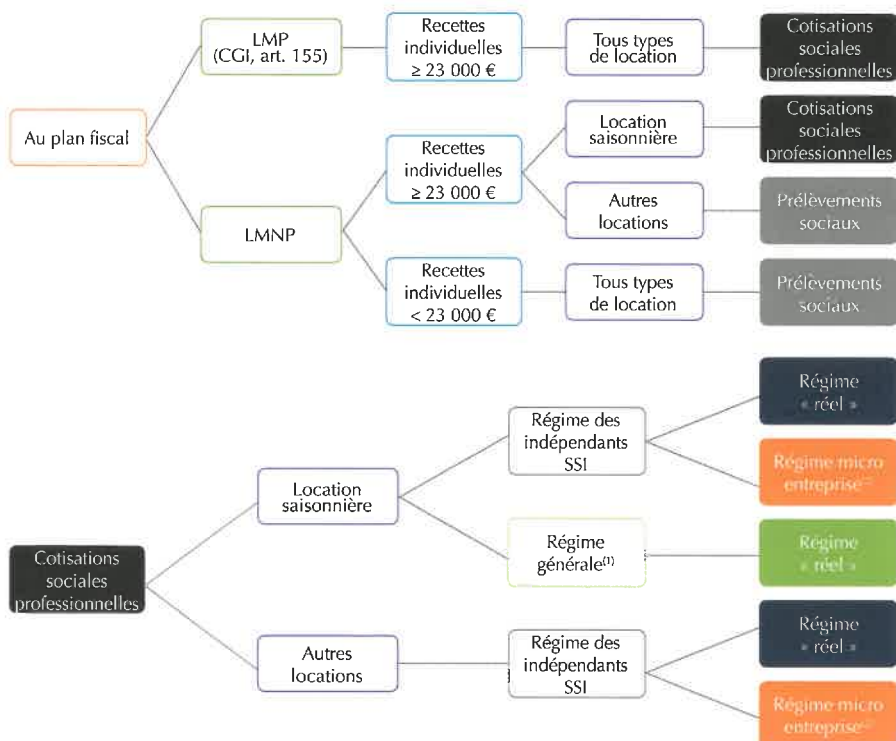 LMP
(CGI, art. 155)
Recettes
individuelles
≥ 23 000 €
Tous types
de location
Cotisations
sociales
professionnelles
Au plan fiscal
Recettes
individuelles
≥ 23 000 €
Location
saisonnière
Cotisations
sociales
professionnelles
Autres
locations
Prélèvements
sociaux
LMNP
Recettes
individuelles
< 23 000 €
Tous types
de location
Prélèvements
sociaux
Régime
« réel »
Régime des
indépendants
SSI
Régime micro
entreprise(2)
Location
saisonnière
Régime
générale(1)
Régime
« réel »
Cotisations
sociales
professionnelles
Autres
locations
Régime des
indépendants
SSI
Régime
« réel »
Régime micro
entreprise(2)